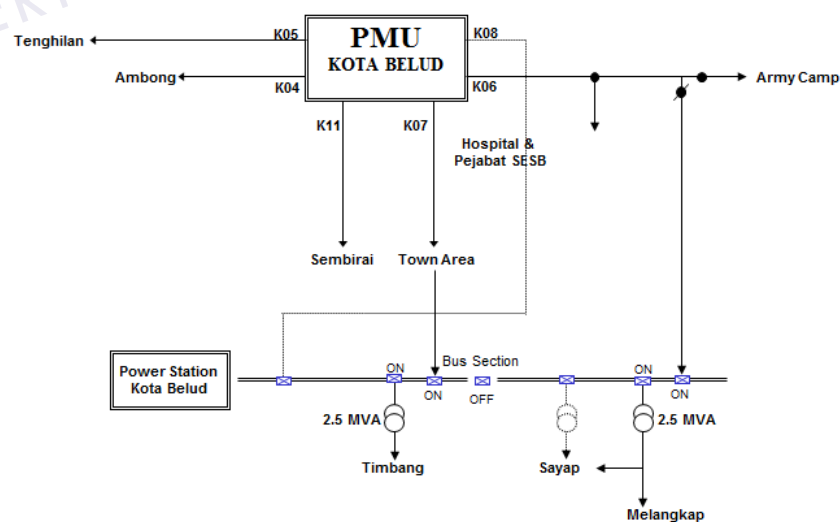 PMU
KOTA BELUD
K05
K08
Tenghilan
Ambong
K04
K06
Army Camp
K11
K07
Hospital &
Pejabat SESB
Sembirai
Town Area
Power Station
Kota Belud
ON
Bus Section
ON
ON
OFF
ON
2.5 MVA
2.5 MVA
Timbang
Sayap
Melangkap